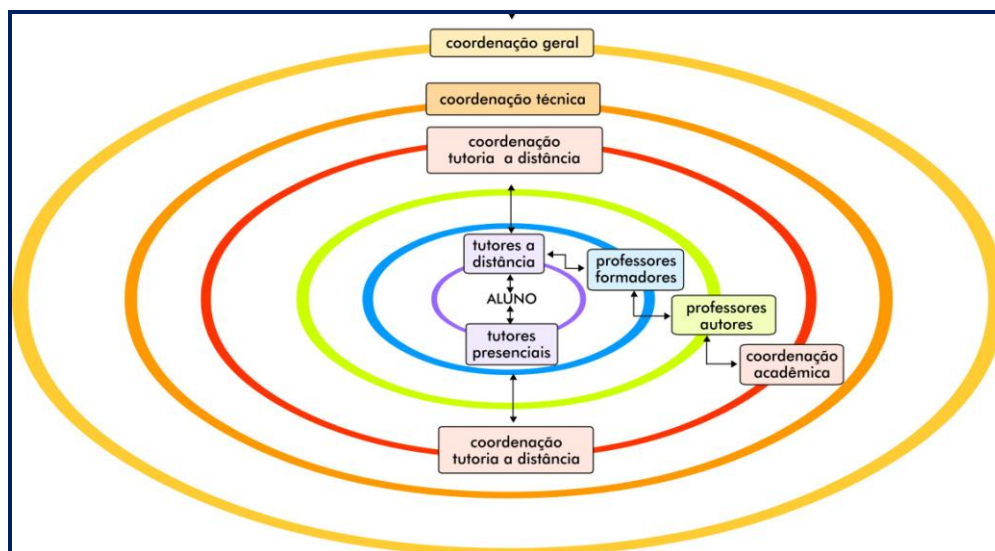 coordenação geral
coordenação técnica
coordenação
tutoria a distância
tutores a
distância
professores
formadores
ALUNO
professores
autores
tutores
presenciais
coordenação
acadêmica
coordenação
tutoria a distância